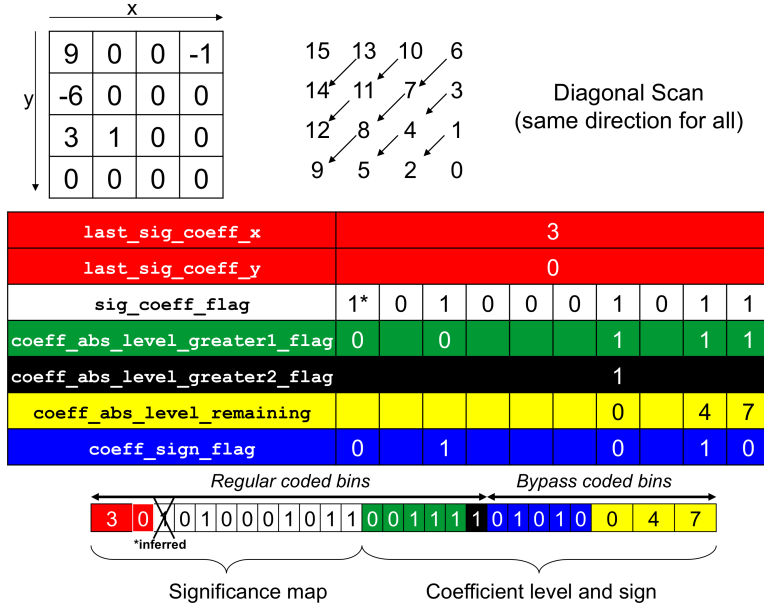 x
y
9 0 0 -1
-6 0 0 0
3 1 0 0
0 0 0 0
15 13 10 6
14 11 7 3
12 8 4 1
9 5 2 0
Diagonal Scan
(same direction for all)
last_sig_coeff_x 3
last_sig_coeff_y 0
sig_coeff_flag 1* 0 1 0 0 0 1 0 1 1
coeff_abs_level_greater1_flag 0 0 1 1 1
coeff_abs_level_greater2_flag 1
coeff_abs_level_remaining 0 4 7
coeff_sign_flag 0 1 0 1 0
Regular coded bins Bypass coded bins
3 0 1 0 1 0 0 0 1 0 1 1 0 0 1 1 1 1 0 1 0 1 0 0 4 7
*inferred
Significance map Coefficient level and sign